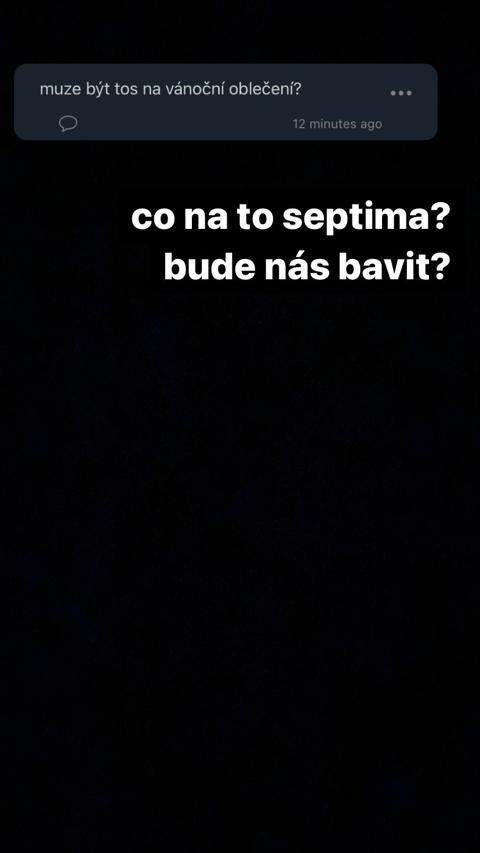 muze být tos na vánoční oblečení?
12 minutes ago
co na to septima?
bude nás bavit?